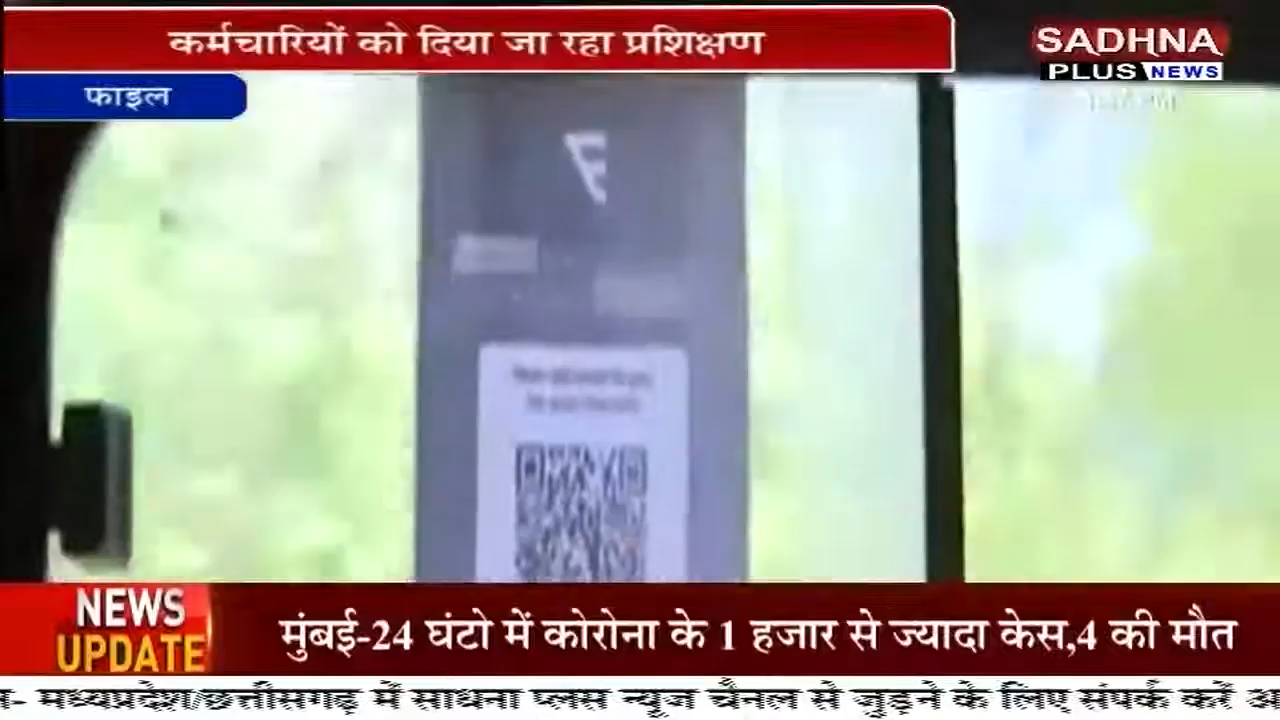 कर्मचारियों को दिया जा रहा प्रशिक्षण
SADHNA
PLUS NEWS
फाइल
NEWS
UPDATE
मुंबई-24 घंटो में कोरोना के 1 हजार से ज्यादा केस,4 की मौत
मध्यप्रदेश/छत्तीसगढ़ में साधना प्लस न्यूज चैनल से जुड़ने के लिए संपर्क करें